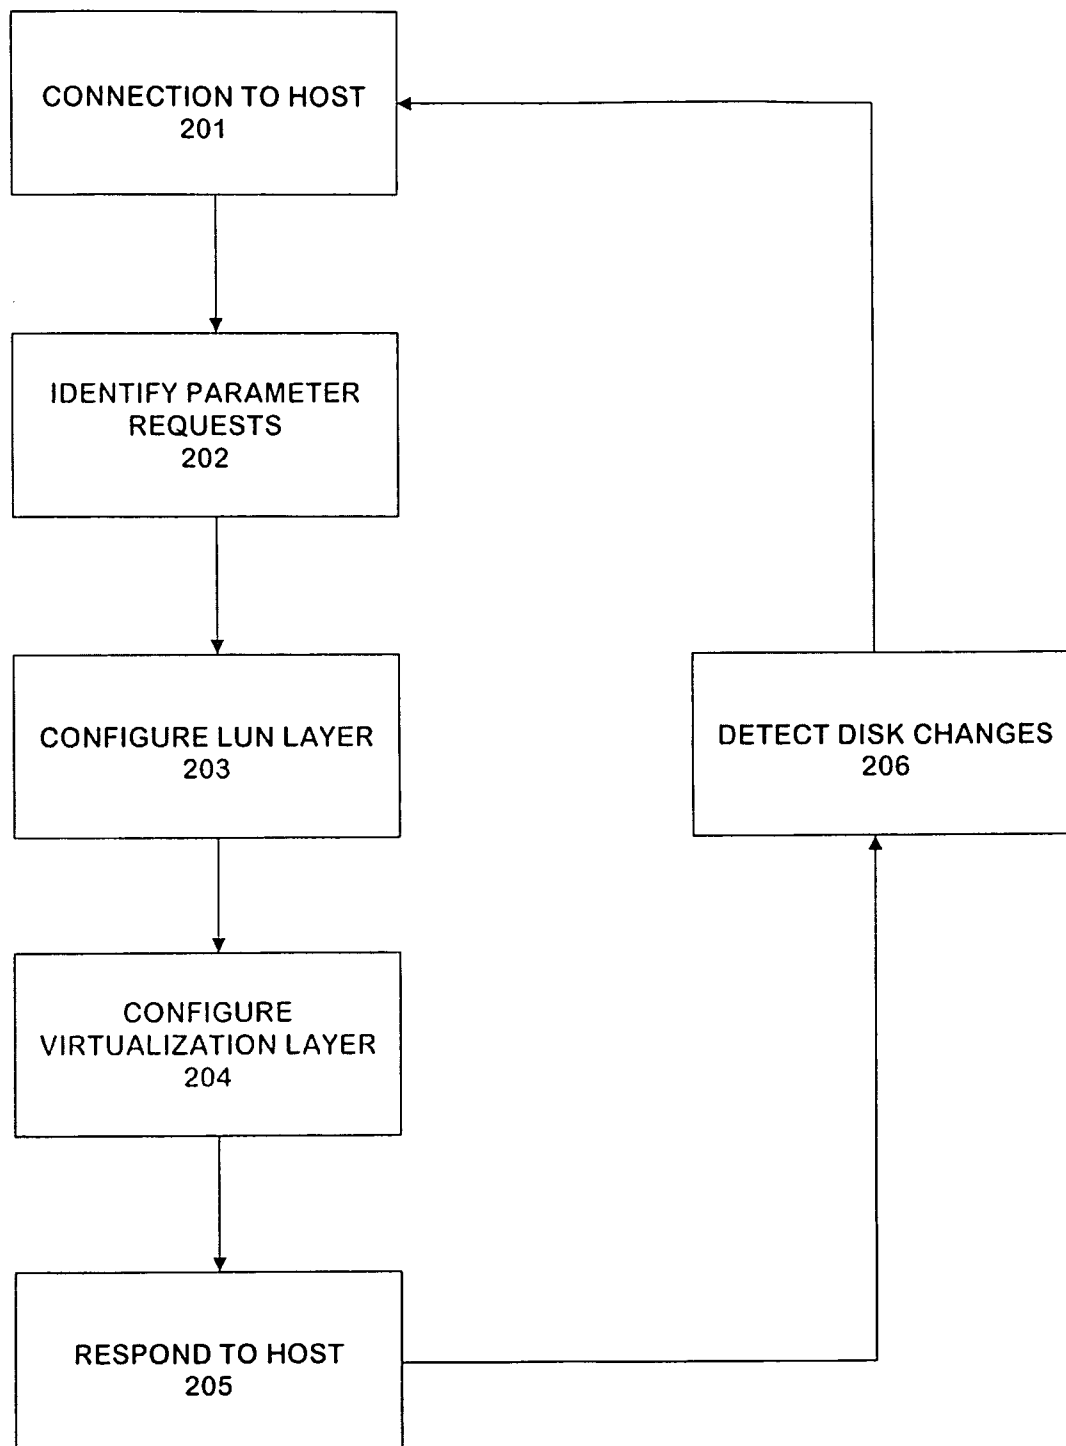 CONNECTION TO HOST
201
IDENTIFY PARAMETER
REQUESTS
202
CONFIGURE LUN LAYER
203
DETECT DISK CHANGES
206
CONFIGURE
VIRTUALIZATION LAYER
204
RESPOND TO HOST
205